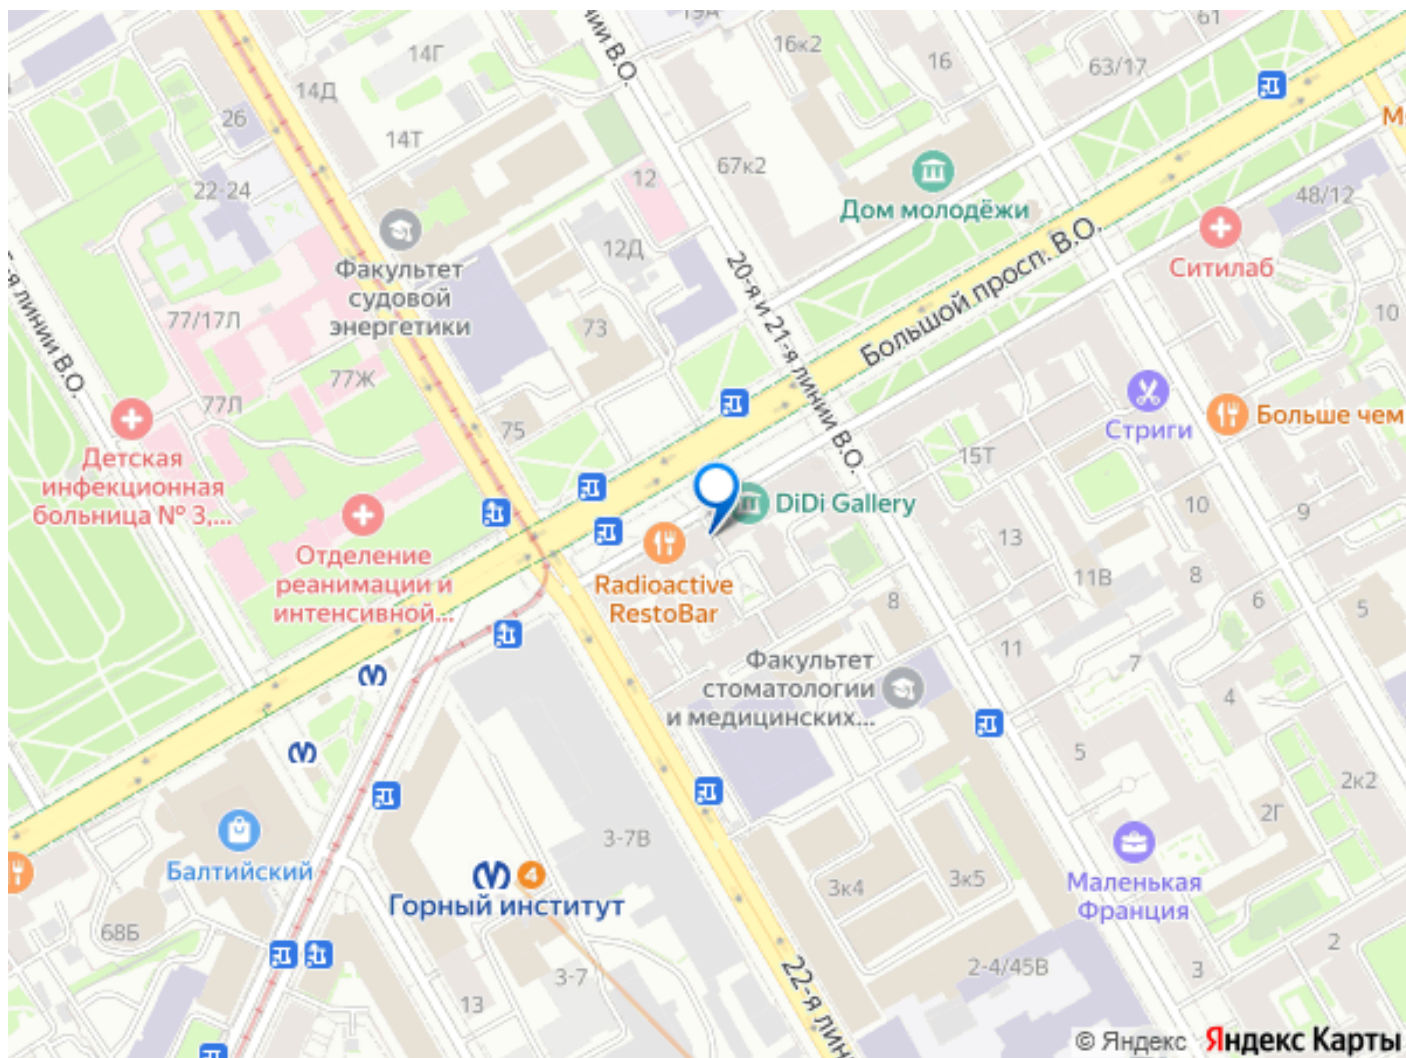 19Д
61
14Г
16к2
16
63/17
нии В.О.
14Д
26
14Т
М
67к2
12
22-24
48/12
Дом молодёжи
Большой просп. В.О.
Ситилаб
12Д
Факультет
судовой
энергетики
20-я и 21-я линии В.О.
я линии В.О.
77/17Л
73
10
77Ж
77Л
75
Стриги
Больше чем
Детская
инфекционная
больница № 3,...
15Т
DiDi Gallery
10
9
Отделение
реанимации и
интенсивной...
13
Radioactive
RestoBar
11В
8
8
6
5
11
Факультет
стоматологии
и медицинских...
7
4
5
2к2
2Г
3-7В
Балтийский
4
Горный институт
3к4
3к5
Маленькая
Франция
68Б
2
3-7
2-4/45В
3
13
22-я лин
© Яндекс Яндекс Карты